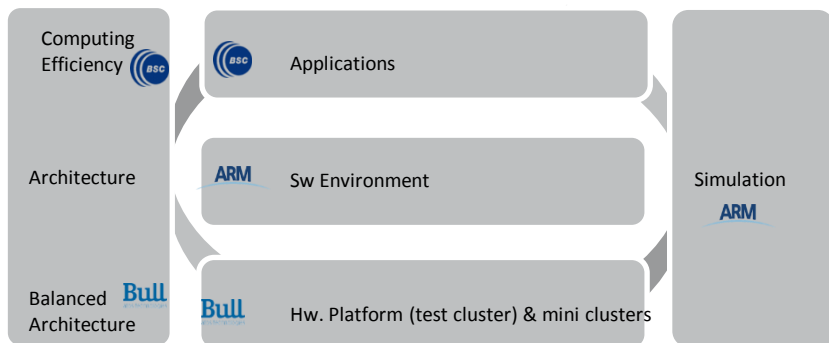 Computing
Efficiency
BSC
BSC
Applications
Architecture
ARM
Sw Environment
Simulation
ARM
Balanced
Architecture
Bull
Bull
Hw. Platform (test cluster) & mini clusters